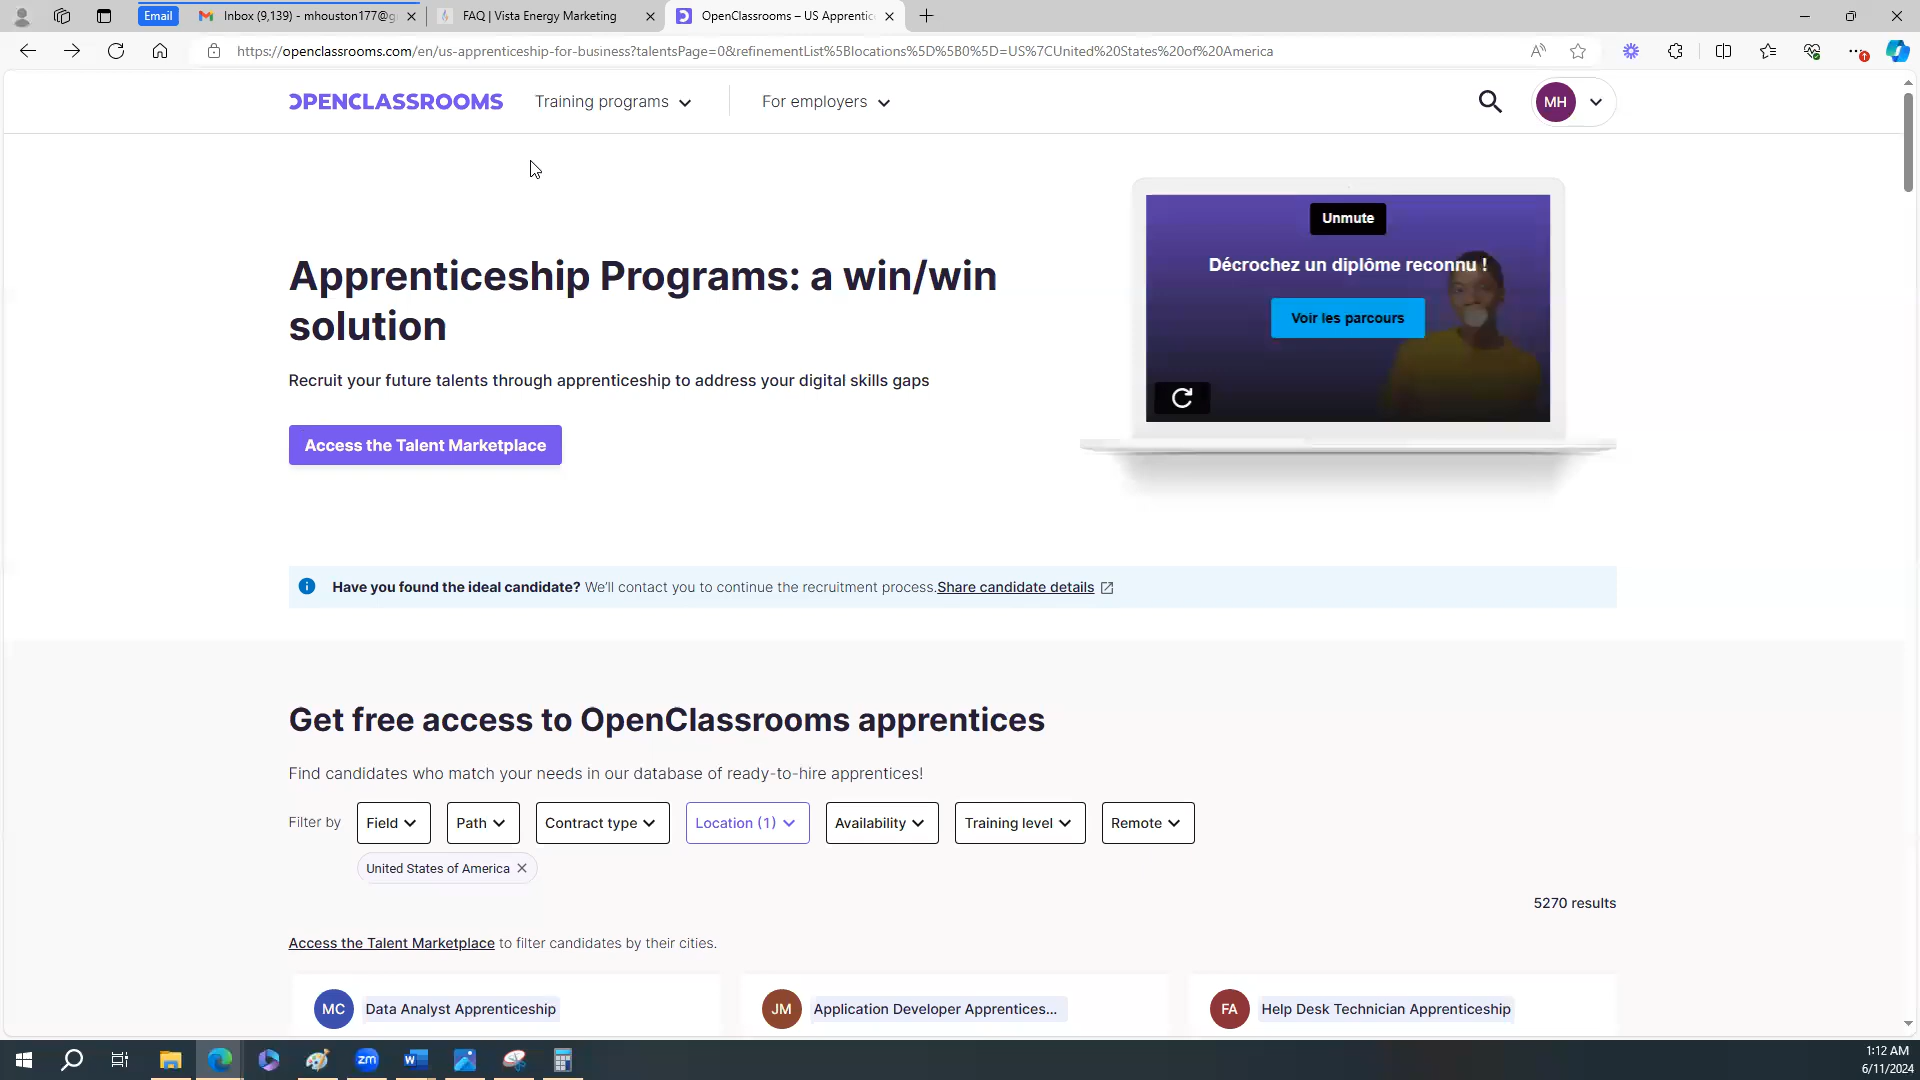 Email
Inbox (9,139) - mhouston177@g
FAQ | Vista Energy Marketing
OpenClassrooms – US Apprentic
https://openclassrooms.com/en/us-apprenticeship-for-business?talentsPage=0&refinementList%5Blocations%5D%5B0%5D=US%7CUnited%20States%20of%20America
OPENCLASSROOMS
Training programs
For employers
MH
Apprenticeship Programs: a win/win
solution
Recruit your future talents through apprenticeship to address your digital skills gaps
Access the Talent Marketplace
Unmute
Décrochez un diplôme reconnu !
Voir les parcours
Have you found the ideal candidate? We'll contact you to continue the recruitment process.Share candidate details
Get free access to OpenClassrooms apprentices
Find candidates who match your needs in our database of ready-to-hire apprentices!
Filter by Field Path Contract type Location (1) Availability Training level Remote
United States of America
5270 results
Access the Talent Marketplace to filter candidates by their cities.
MC Data Analyst Apprenticeship
JM Application Developer Apprentices...
FA Help Desk Technician Apprenticeship
zm
W
1:12 AM
6/11/2024